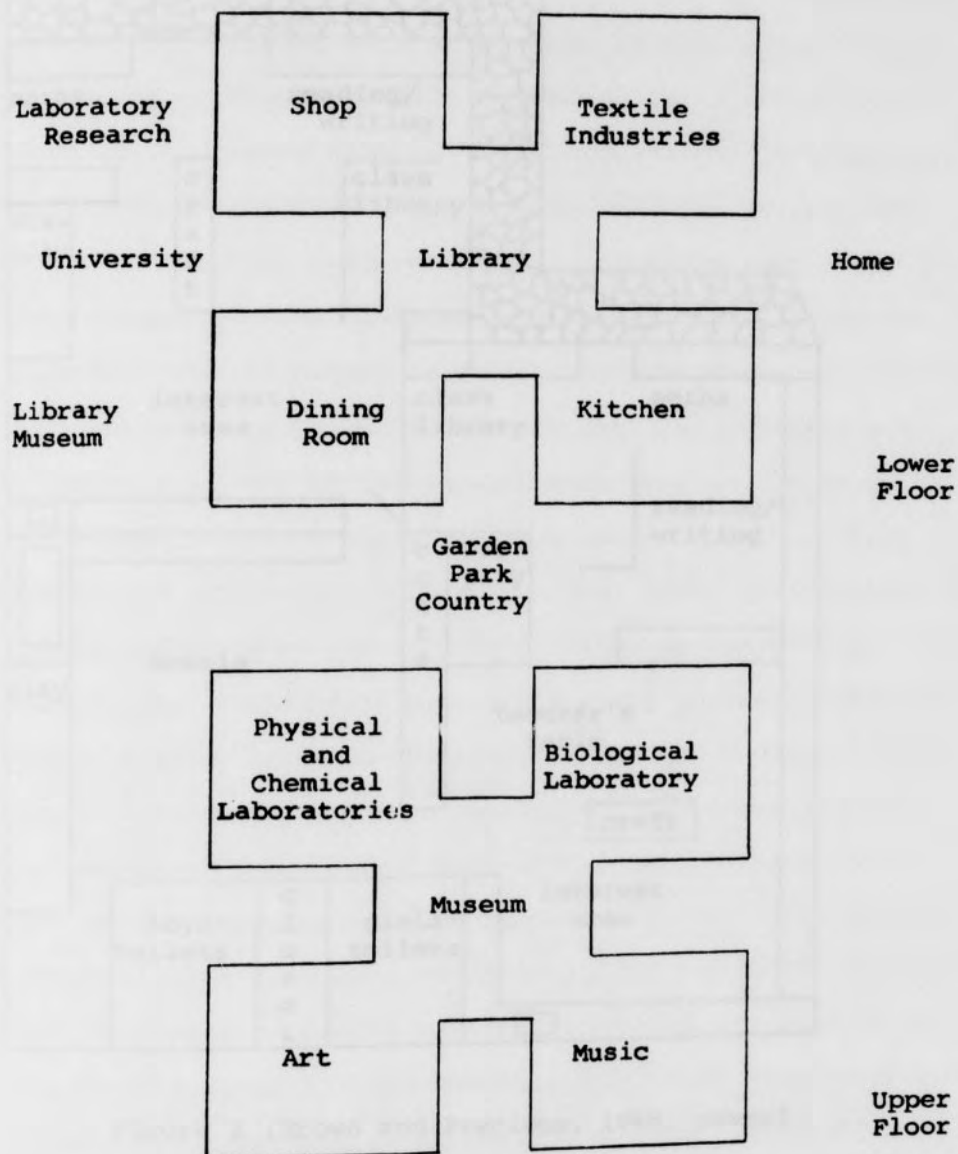 Laboratory
Research
Shop
Textile
Industries
University
Library
Home
Library
Museum
Dining
Room
Kitchen
Lower
Floor
Garden
Park
Country
Physical
and
Chemical
Laboratories
Biological
Laboratory
Museum
Art
Music
Upper
Floor